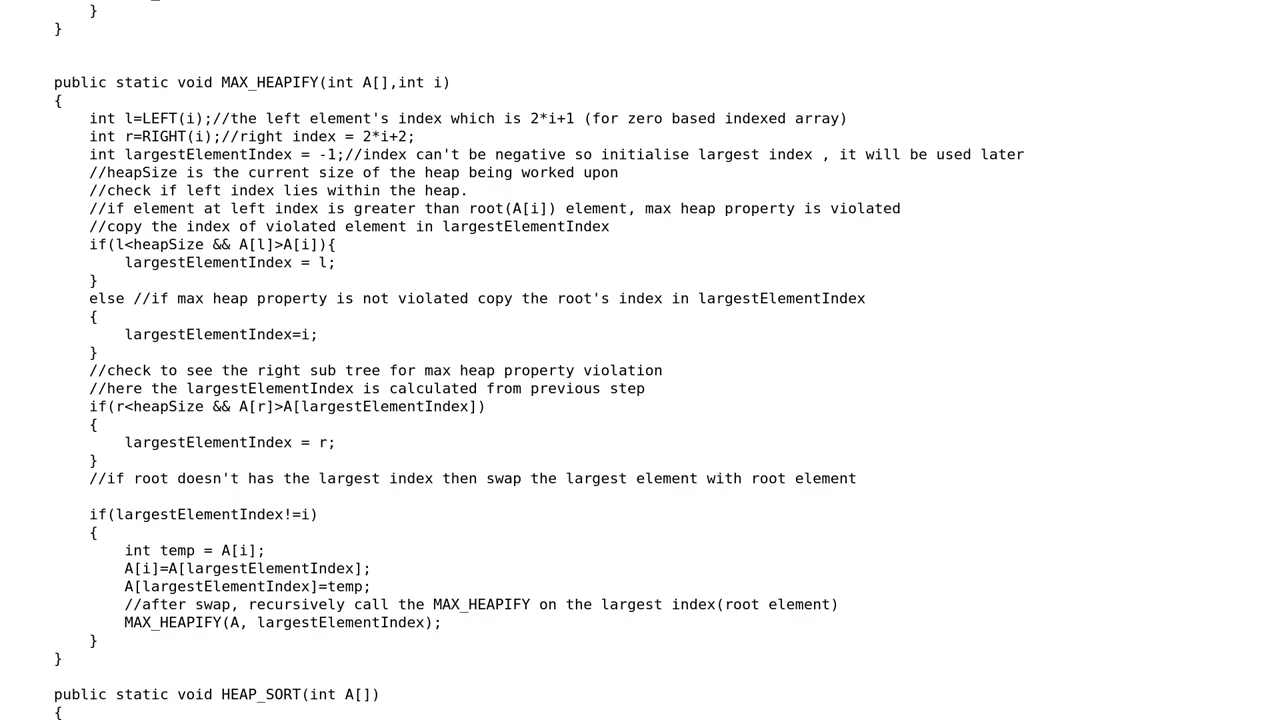 }
}
public static void MAX_HEAPIFY(int A[],int i)
{
int l=LEFT(i);//the left element's index which is 2*i+1 (for zero based indexed array)
int r=RIGHT(i);//right index = 2*i+2;
int largestElementIndex = -1;//index can't be negative so initialise largest index , it will be used later
//heapSize is the current size of the heap being worked upon
//check if left index lies within the heap.
//if element at left index is greater than root(A[i]) element, max heap property is violated
//copy the index of violated element in largestElementIndex
if(l<heapSize && A[l]>A[i]){
largestElementIndex = l;
}
else //if max heap property is not violated copy the root's index in largestElementIndex
{
largestElementIndex=i;
}
//check to see the right sub tree for max heap property violation
//here the largestElementIndex is calculated from previous step
if(r<heapSize && A[r]>A[largestElementIndex])
{
largestElementIndex = r;
}
//if root doesn't has the largest index then swap the largest element with root element
if(largestElementIndex!=i)
{
int temp = A[i];
A[i]=A[largestElementIndex];
A[largestElementIndex]=temp;
//after swap, recursively call the MAX_HEAPIFY on the largest index(root element)
MAX_HEAPIFY(A, largestElementIndex);
}
}
public static void HEAP_SORT(int A[])
{